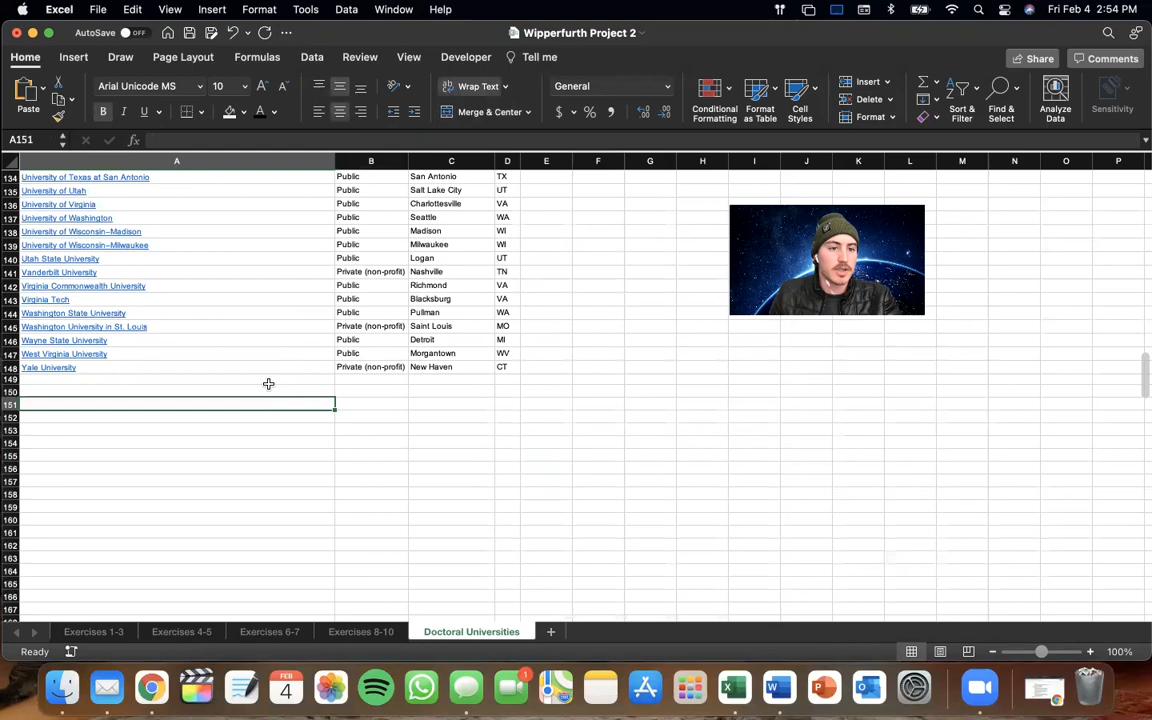 Excel File Edit View Insert Format Tools Data Window Help Fri Feb 4 2:54 PM
AutoSave OFF Wipperfurth Project 2
Home Insert Draw Page Layout Formulas Data Review View Developer Tell me Share Comments
Paste Arial Unicode MS 10 A A Wrap Text General Conditional Formatting Format as Table Cell Styles Insert Sort & Filter Find & Select Analyze Data Sensitivity
B I U A Merge & Center $ % Delete
Format
A151 fx
A B C D E F G H I J K L M N O P
134 University of Texas at San Antonio Public San Antonio TX
135 University of Utah Public Salt Lake City UT
136 University of Virginia Public Charlottesville VA
137 University of Washington Public Seattle WA
138 University of Wisconsin–Madison Public Madison WI
139 University of Wisconsin–Milwaukee Public Milwaukee WI
140 Utah State University Public Logan UT
141 Vanderbilt University Private (non-profit) Nashville TN
142 Virginia Commonwealth University Public Richmond VA
143 Virginia Tech Public Blacksburg VA
144 Washington State University Public Pullman WA
145 Washington University in St. Louis Private (non-profit) Saint Louis MO
146 Wayne State University Public Detroit MI
147 West Virginia University Public Morgantown WV
148 Yale University Private (non-profit) New Haven CT
149
150
151
152
153
154
155
156
157
158
159
160
161
162
163
164
165
166
167
Exercises 1-3 Exercises 4-5 Exercises 6-7 Exercises 8-10 Doctoral Universities +
Ready 100%
FEB
4
1